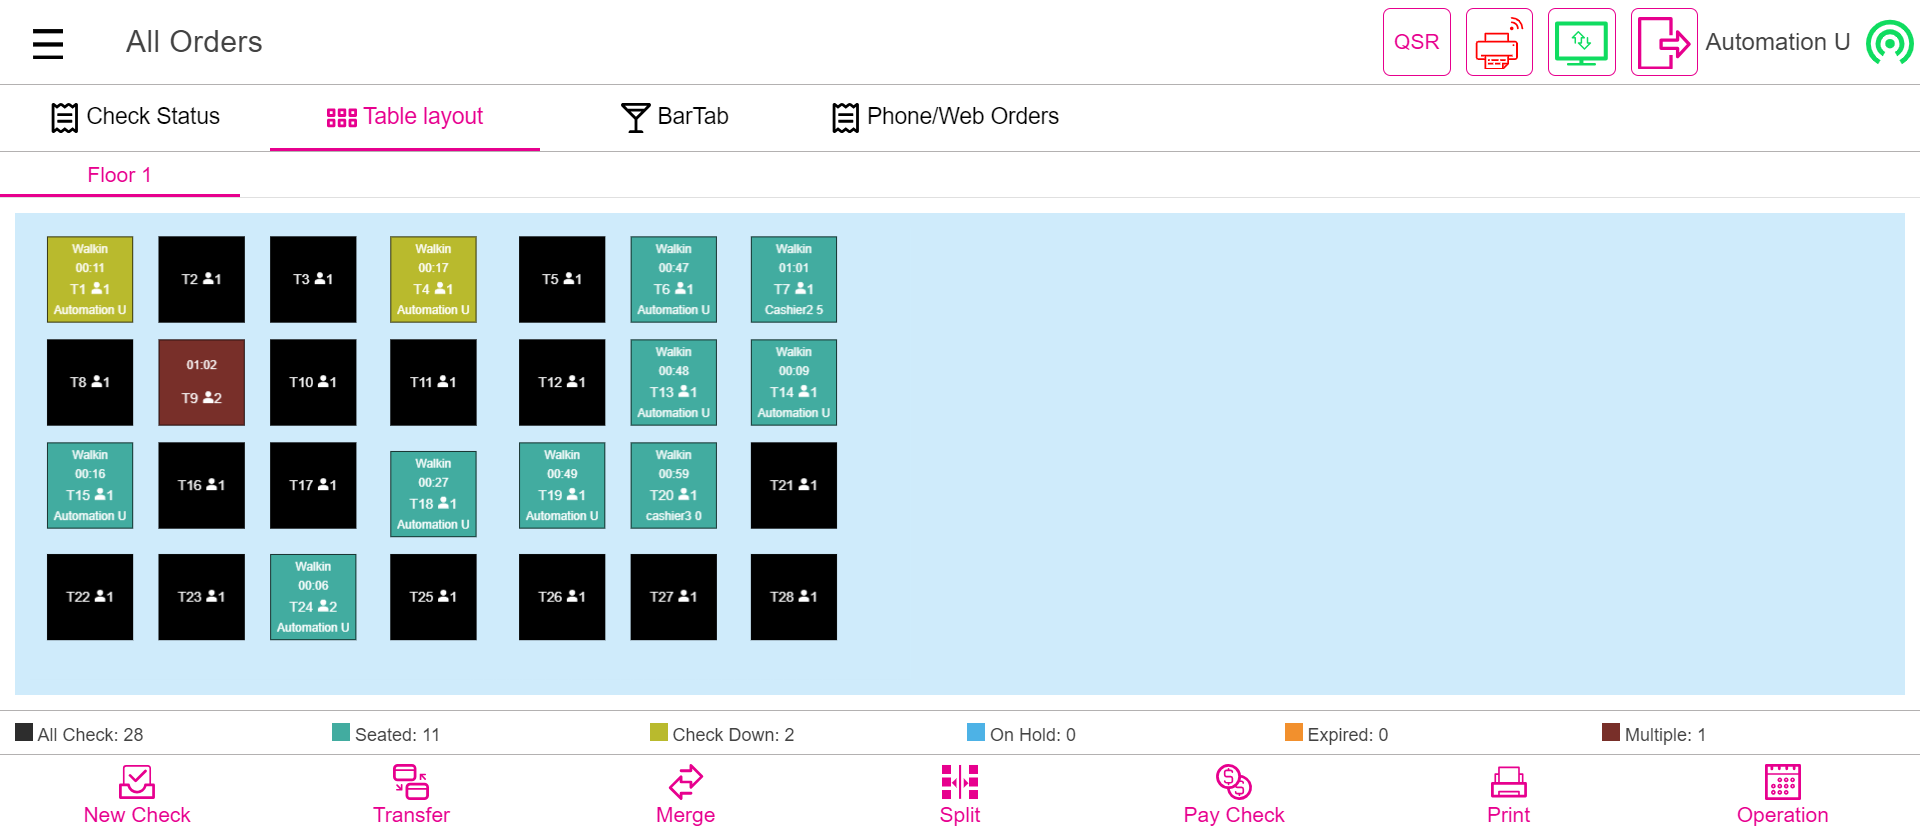 All Orders
QSR
Automation U
Check Status
Table layout
BarTab
Phone/Web Orders
Floor 1
Walkin
00:11
T1 1
Automation U
T2 1
T3 1
Walkin
00:17
T4 1
Automation U
T5 1
Walkin
00:47
T6 1
Automation U
Walkin
01:01
T7 1
Cashier2 5
T8 1
01:02
T9 2
T10 1
T11 1
T12 1
Walkin
00:48
T13 1
Automation U
Walkin
00:09
T14 1
Automation U
Walkin
00:16
T15 1
Automation U
T16 1
T17 1
Walkin
00:27
T18 1
Automation U
Walkin
00:49
T19 1
Automation U
Walkin
00:59
T20 1
cashier3 0
T21 1
T22 1
T23 1
Walkin
00:06
T24 2
Automation U
T25 1
T26 1
T27 1
T28 1
All Check: 28
Seated: 11
Check Down: 2
On Hold: 0
Expired: 0
Multiple: 1
New Check
Transfer
Merge
Split
Pay Check
Print
Operation